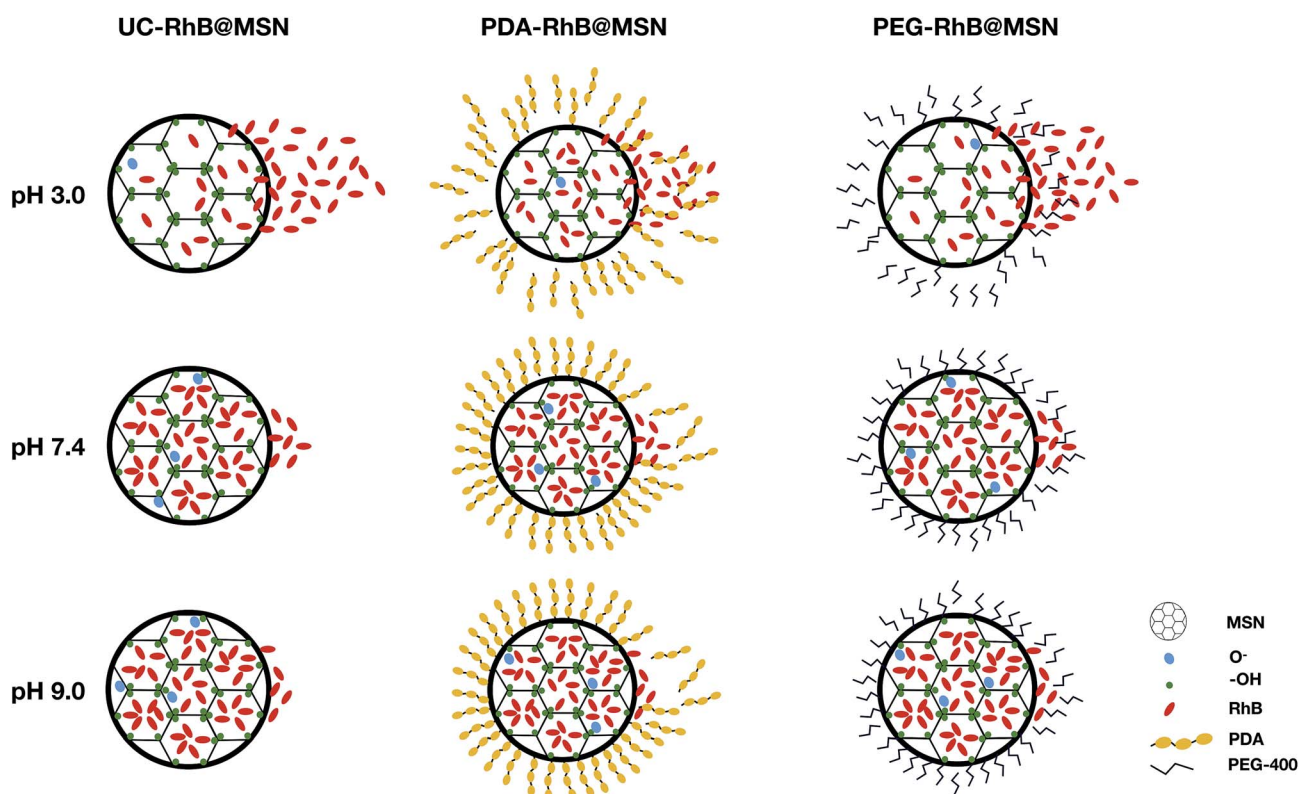 UC-RhB@MSN PDA-RhB@MSN PEG-RhB@MSN
pH 3.0
pH 7.4
pH 9.0
MSN
O⁻
-OH
RhB
PDA
PEG-400